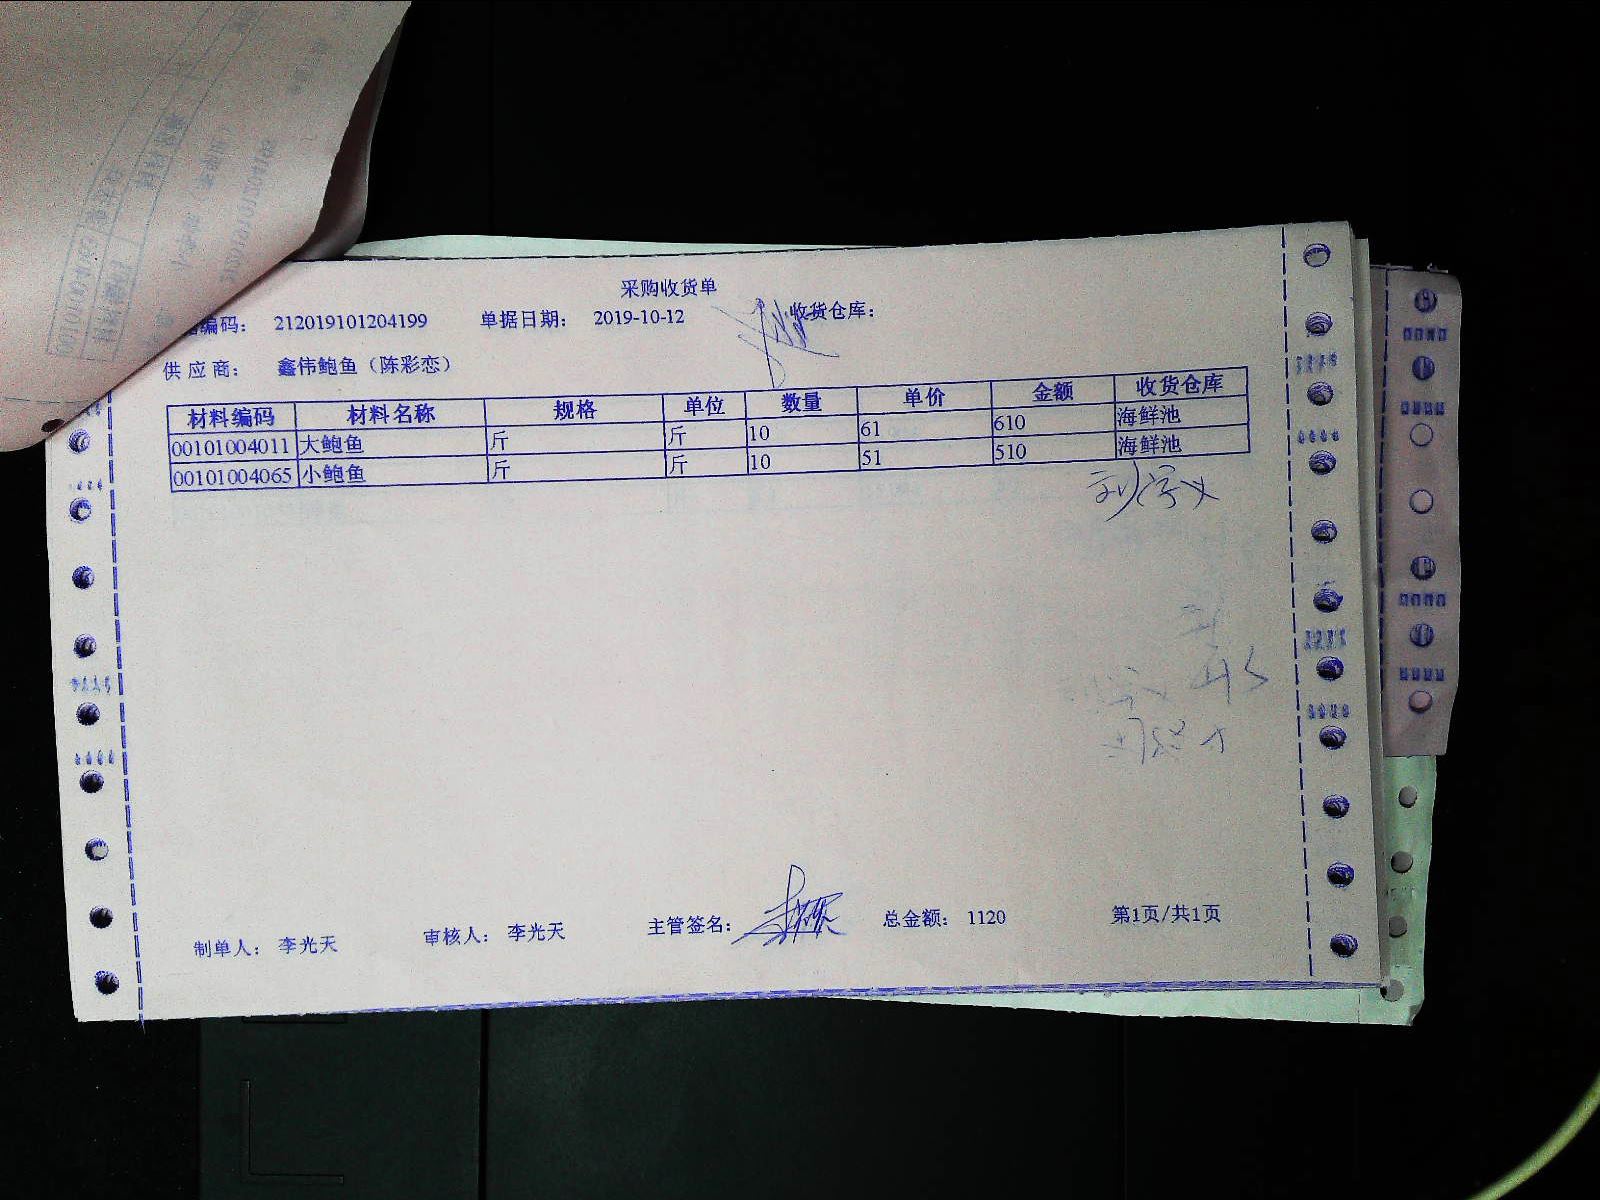 采购收货单
编码： 212019101204199 单据日期： 2019-10-12 收货仓库：
供应商： 鑫伟鲍鱼（陈彩恋）
材料编码 材料名称 规格 单位 数量 单价 金额 收货仓库
00101004011 大鲍鱼 斤 斤 10 61 610 海鲜池
00101004065 小鲍鱼 斤 斤 10 51 510 海鲜池
制单人： 李光天 审核人： 李光天 主管签名： 总金额： 1120 第1页/共1页